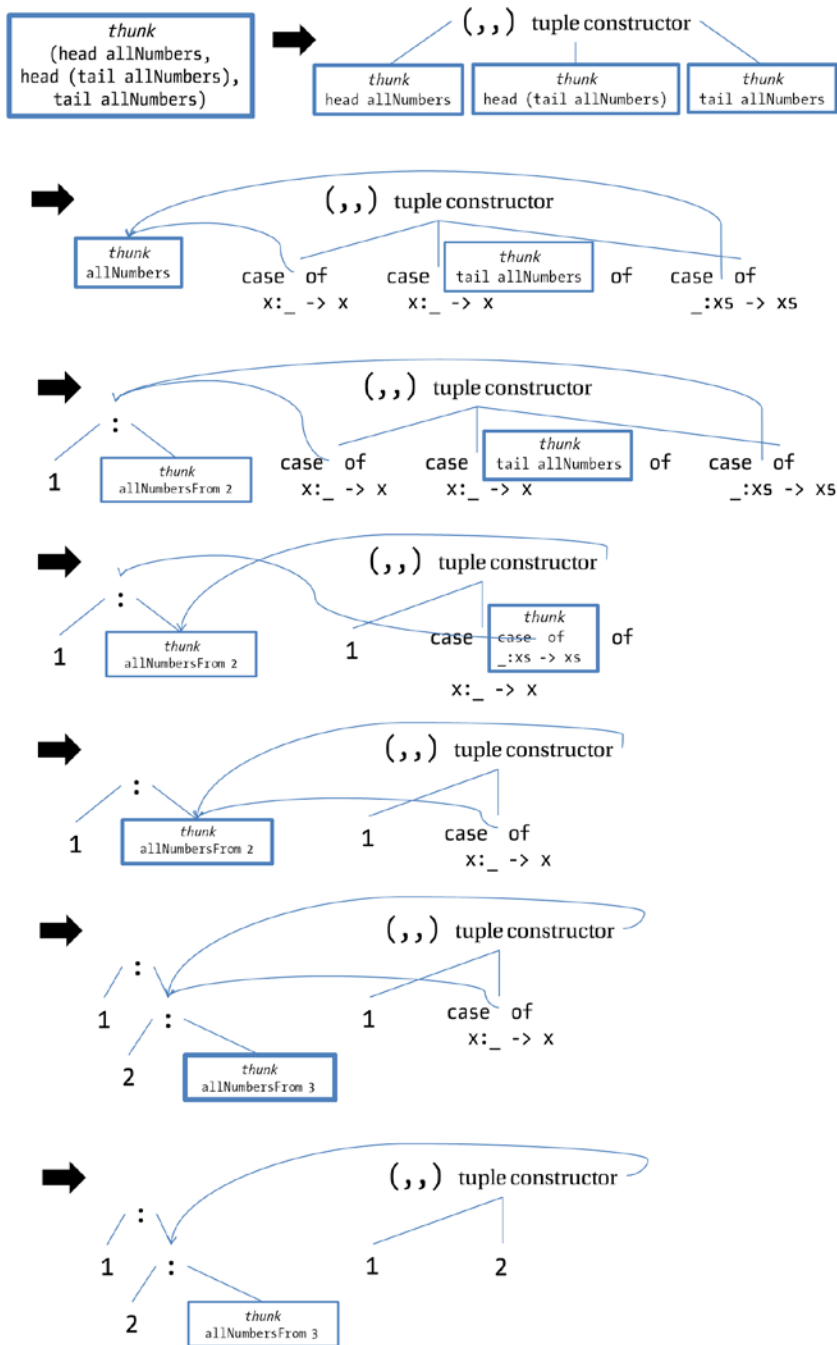 thunk
(head allNumbers,
head (tail allNumbers),
tail allNumbers)
(,,) tuple constructor
thunk
head allNumbers
thunk
head (tail allNumbers)
thunk
tail allNumbers
(,,) tuple constructor
thunk
allNumbers
case of
x:_ -> x
case
thunk
tail allNumbers
of
x:_ -> x
case of
_:xs -> xs
(,,) tuple constructor
:
1
thunk
allNumbersFrom 2
case of
x:_ -> x
case
thunk
tail allNumbers
of
x:_ -> x
case of
_:xs -> xs
(,,) tuple constructor
:
1
thunk
allNumbersFrom 2
1
case
thunk
case of
_:xs -> xs
of
x:_ -> x
(,,) tuple constructor
:
1
thunk
allNumbersFrom 2
1
case of
x:_ -> x
(,,) tuple constructor
:
1
:
2
thunk
allNumbersFrom 3
1
case of
x:_ -> x
(,,) tuple constructor
:
1
:
2
thunk
allNumbersFrom 3
1
2